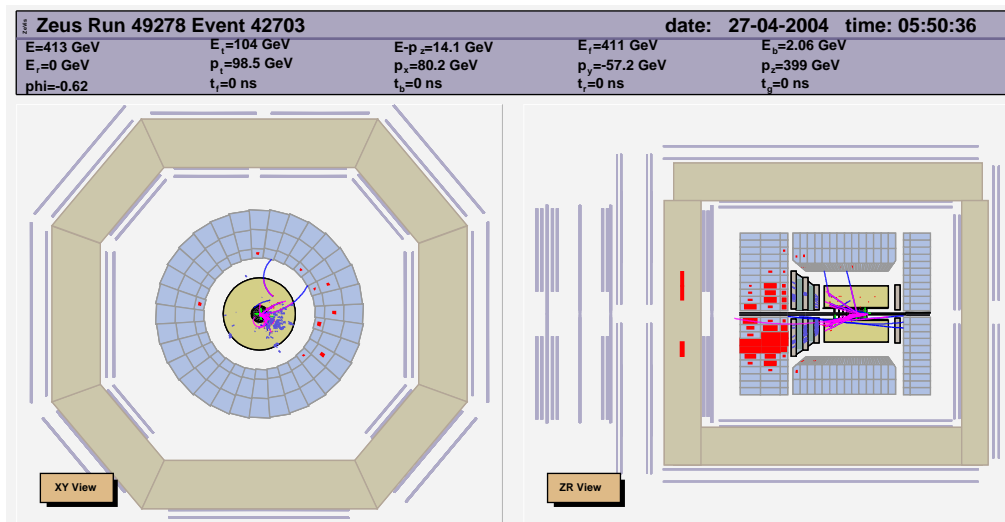 Zeus Run 49278 Event 42703 date: 27-04-2004 time: 05:50:36
E=413 GeV Et=104 GeV E-pz=14.1 GeV Ef=411 GeV Eb=2.06 GeV
Er=0 GeV pt=98.5 GeV px=80.2 GeV py=-57.2 GeV pz=399 GeV
phi=-0.62 tf=0 ns tb=0 ns tr=0 ns tg=0 ns
XY View ZR View